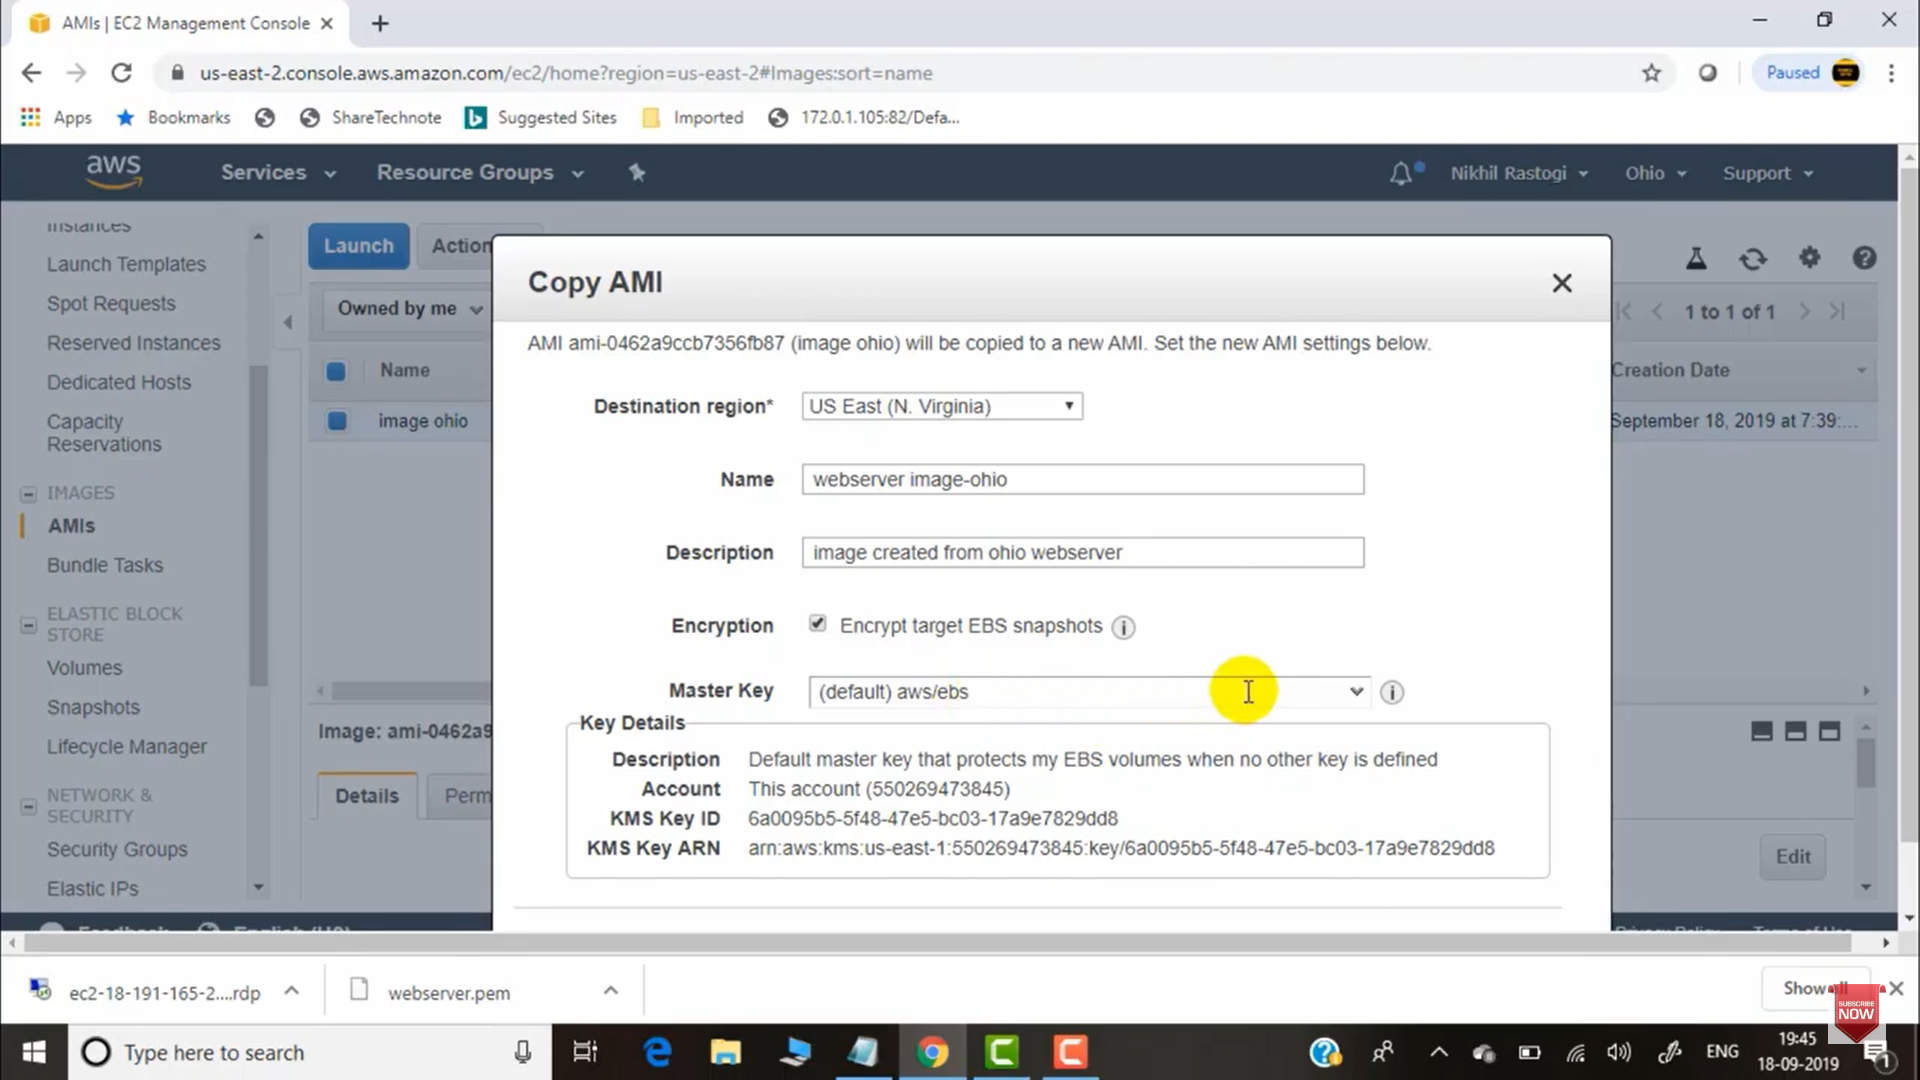 AMIs | EC2 Management Console
us-east-2.console.aws.amazon.com/ec2/home?region=us-east-2#Images:sort=name
Paused
Apps
Bookmarks
ShareTechnote
Suggested Sites
Imported
172.0.1.105:82/Defa...
aws
Services
Resource Groups
Nikhil Rastogi
Ohio
Support
Instances
Launch Templates
Spot Requests
Reserved Instances
Dedicated Hosts
Capacity
Reservations
IMAGES
AMIs
Bundle Tasks
ELASTIC BLOCK
STORE
Volumes
Snapshots
Lifecycle Manager
NETWORK &
SECURITY
Security Groups
Elastic IPs
Launch
Action
Owned by me
1 to 1 of 1
Name
Creation Date
image ohio
September 18, 2019 at 7:39:...
Image: ami-0462a9
Details
Perm
Edit
Copy AMI
AMI ami-0462a9ccb7356fb87 (image ohio) will be copied to a new AMI. Set the new AMI settings below.
Destination region* US East (N. Virginia)
Name webserver image-ohio
Description image created from ohio webserver
Encryption Encrypt target EBS snapshots
Master Key (default) aws/ebs
Key Details
Description Default master key that protects my EBS volumes when no other key is defined
Account This account (550269473845)
KMS Key ID 6a0095b5-5f48-47e5-bc03-17a9e7829dd8
KMS Key ARN arn:aws:kms:us-east-1:550269473845:key/6a0095b5-5f48-47e5-bc03-17a9e7829dd8
Feedback
English (US)
Privacy Policy
Terms of Use
ec2-18-191-165-2....rdp
webserver.pem
Show all
SUBSCRIBE
NOW
Type here to search
ENG
19:45
18-09-2019
1